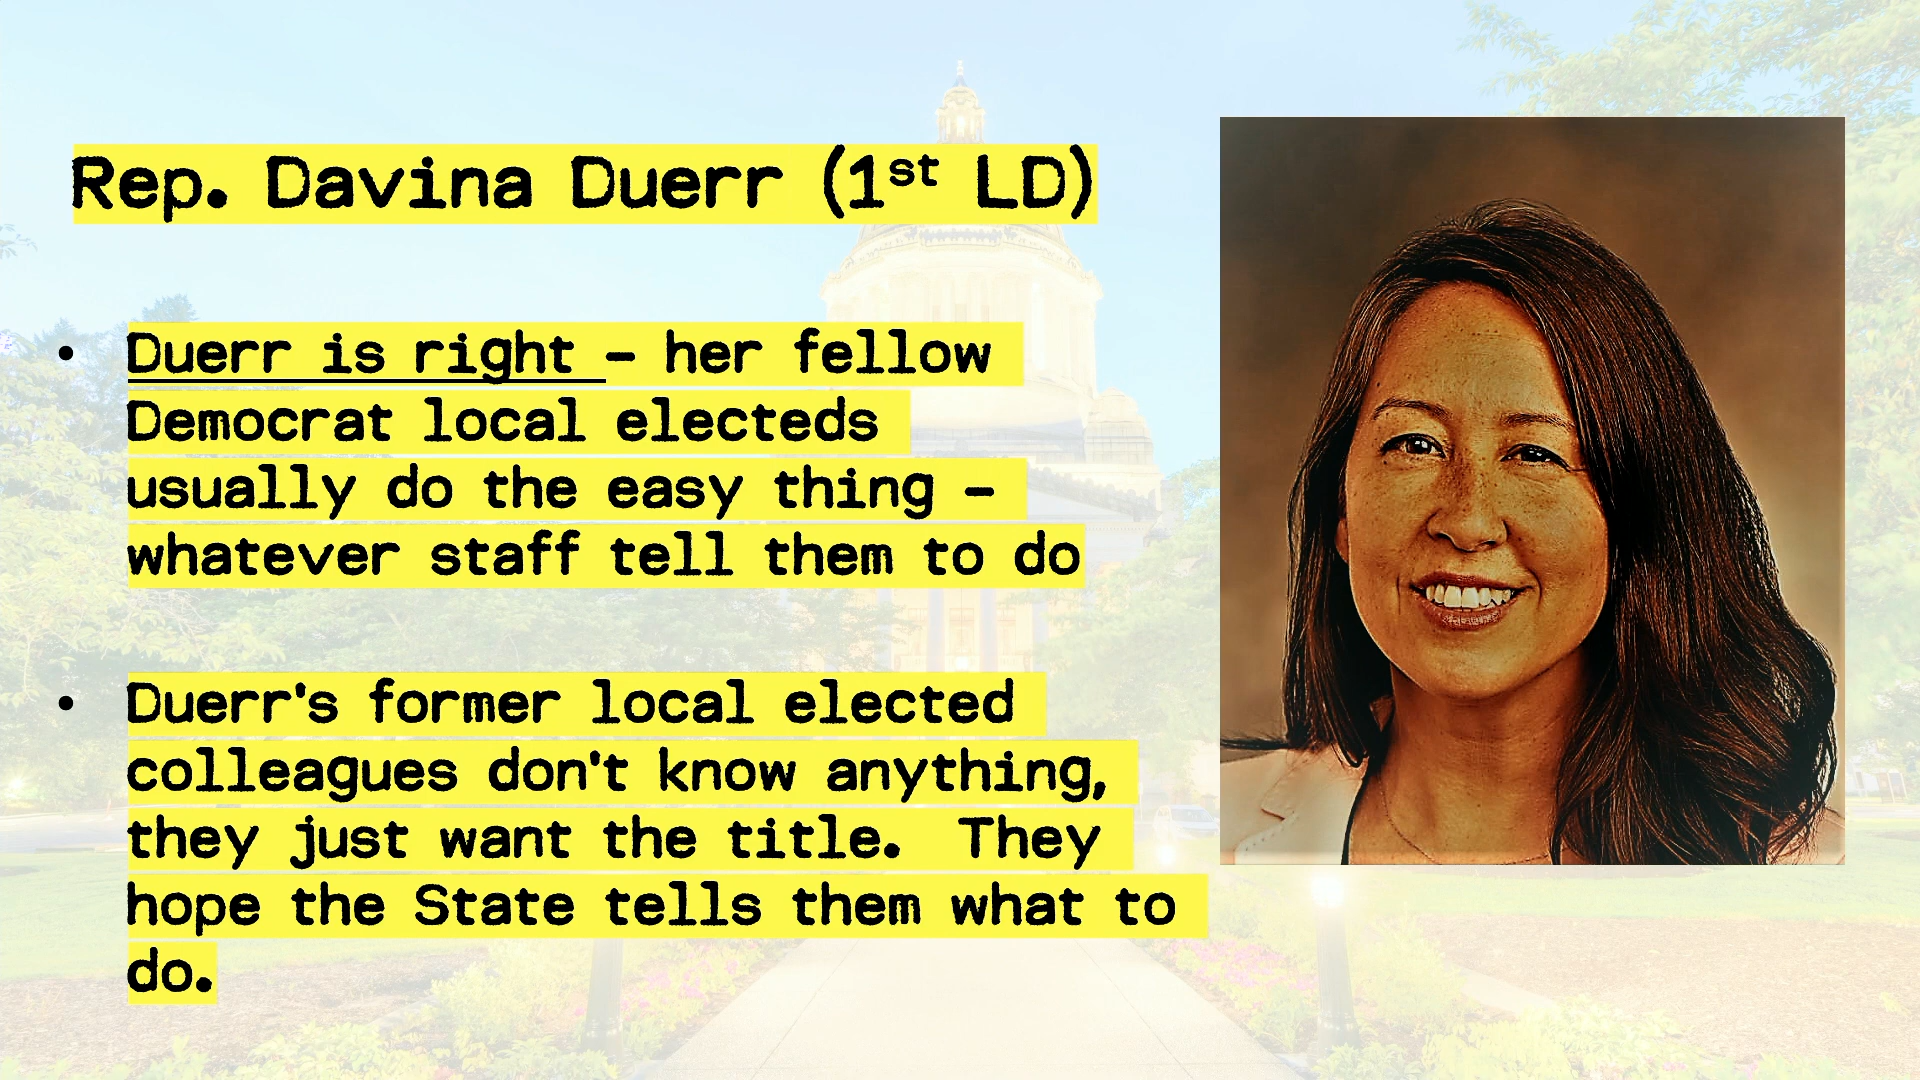 Rep. Davina Duerr (1st LD)
• Duerr is right – her fellow
Democrat local electeds
usually do the easy thing –
whatever staff tell them to do
• Duerr's former local elected
colleagues don't know anything,
they just want the title.  They
hope the State tells them what to
do.